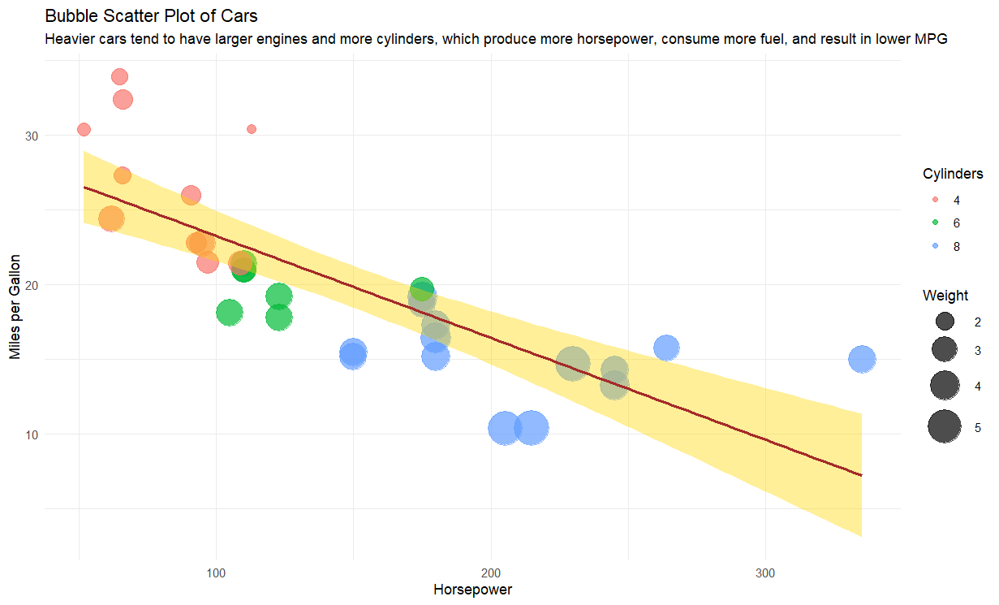 Bubble Scatter Plot of Cars
Heavier cars tend to have larger engines and more cylinders, which produce more horsepower, consume more fuel, and result in lower MPG
Miles per Gallon
30
20
10
100
200
300
Horsepower
Cylinders
4
6
8
Weight
2
3
4
5